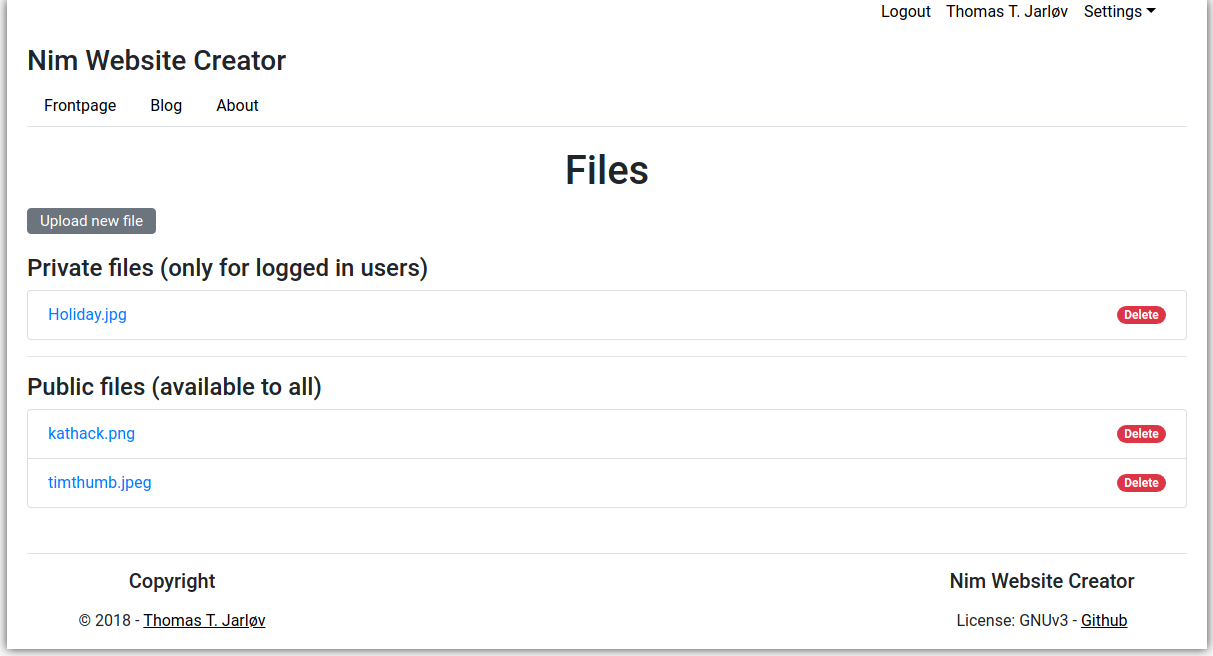 Logout Thomas T. Jarløv Settings
Nim Website Creator
Frontpage Blog About
Files
Upload new file
Private files (only for logged in users)
Holiday.jpg Delete
Public files (available to all)
kathack.png Delete
timthumb.jpeg Delete
Copyright Nim Website Creator
© 2018 - Thomas T. Jarløv License: GNUv3 - Github